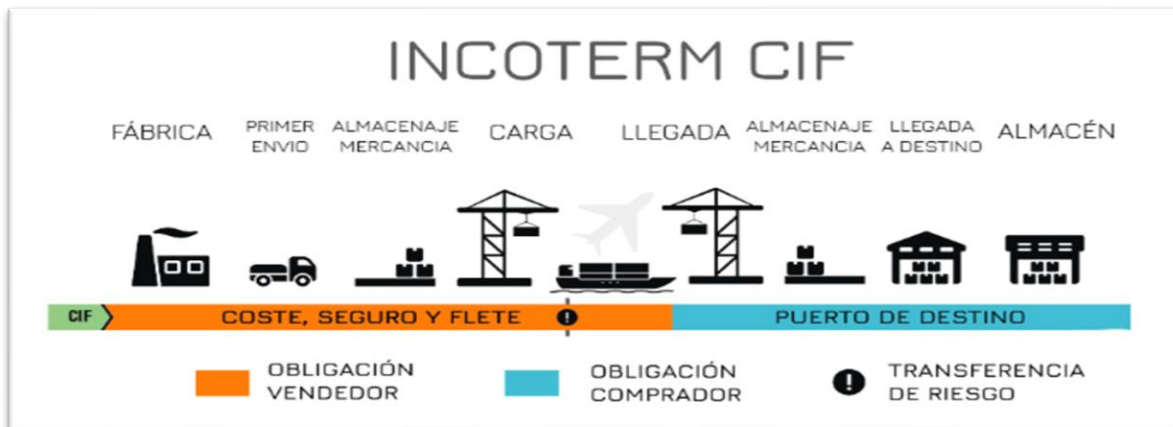 INCOTERM CIF
FÁBRICA
PRIMER
ENVIO
ALMACENAJE
MERCANCIA
CARGA
LLEGADA
ALMACENAJE
MERCANCIA
LLEGADA
A DESTINO
ALMACÉN
CIF
COSTE, SEGURO Y FLETE
!
PUERTO DE DESTINO
OBLIGACIÓN
VENDEDOR
OBLIGACIÓN
COMPRADOR
!
TRANSFERENCIA
DE RIESGO